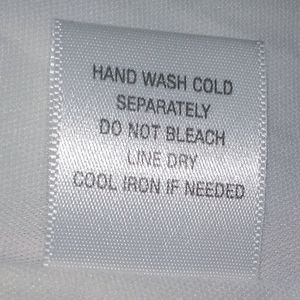 HAND WASH COLD
SEPARATELY
DO NOT BLEACH
LINE DRY
COOL IRON IF NEEDED